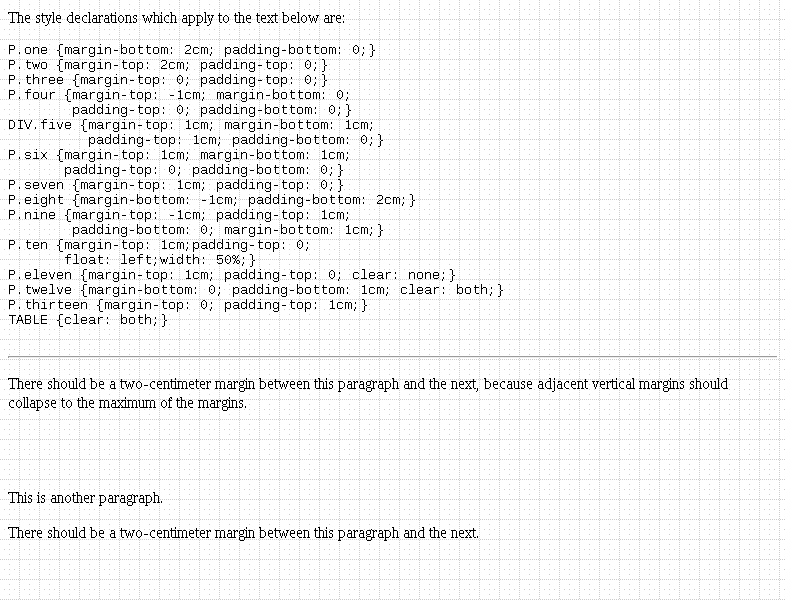 The style declarations which apply to the text below are:
P.one {margin-bottom: 2cm; padding-bottom: 0;}
P.two {margin-top: 2cm; padding-top: 0;}
P.three {margin-top: 0; padding-top: 0;}
P.four {margin-top: -1cm; margin-bottom: 0;
        padding-top: 0; padding-bottom: 0;}
DIV.five {margin-top: 1cm; margin-bottom: 1cm;
          padding-top: 1cm; padding-bottom: 0;}
P.six {margin-top: 1cm; margin-bottom: 1cm;
       padding-top: 0; padding-bottom: 0;}
P.seven {margin-top: 1cm; padding-top: 0;}
P.eight {margin-bottom: -1cm; padding-bottom: 2cm;}
P.nine {margin-top: -1cm; padding-top: 1cm;
        padding-bottom: 0; margin-bottom: 1cm;}
P.ten {margin-top: 1cm;padding-top: 0;
       float: left;width: 50%;}
P.eleven {margin-top: 1cm; padding-top: 0; clear: none;}
P.twelve {margin-bottom: 0; padding-bottom: 1cm; clear: both;}
P.thirteen {margin-top: 0; padding-top: 1cm;}
TABLE {clear: both;}
There should be a two-centimeter margin between this paragraph and the next, because adjacent vertical margins should
collapse to the maximum of the margins.
This is another paragraph.
There should be a two-centimeter margin between this paragraph and the next.